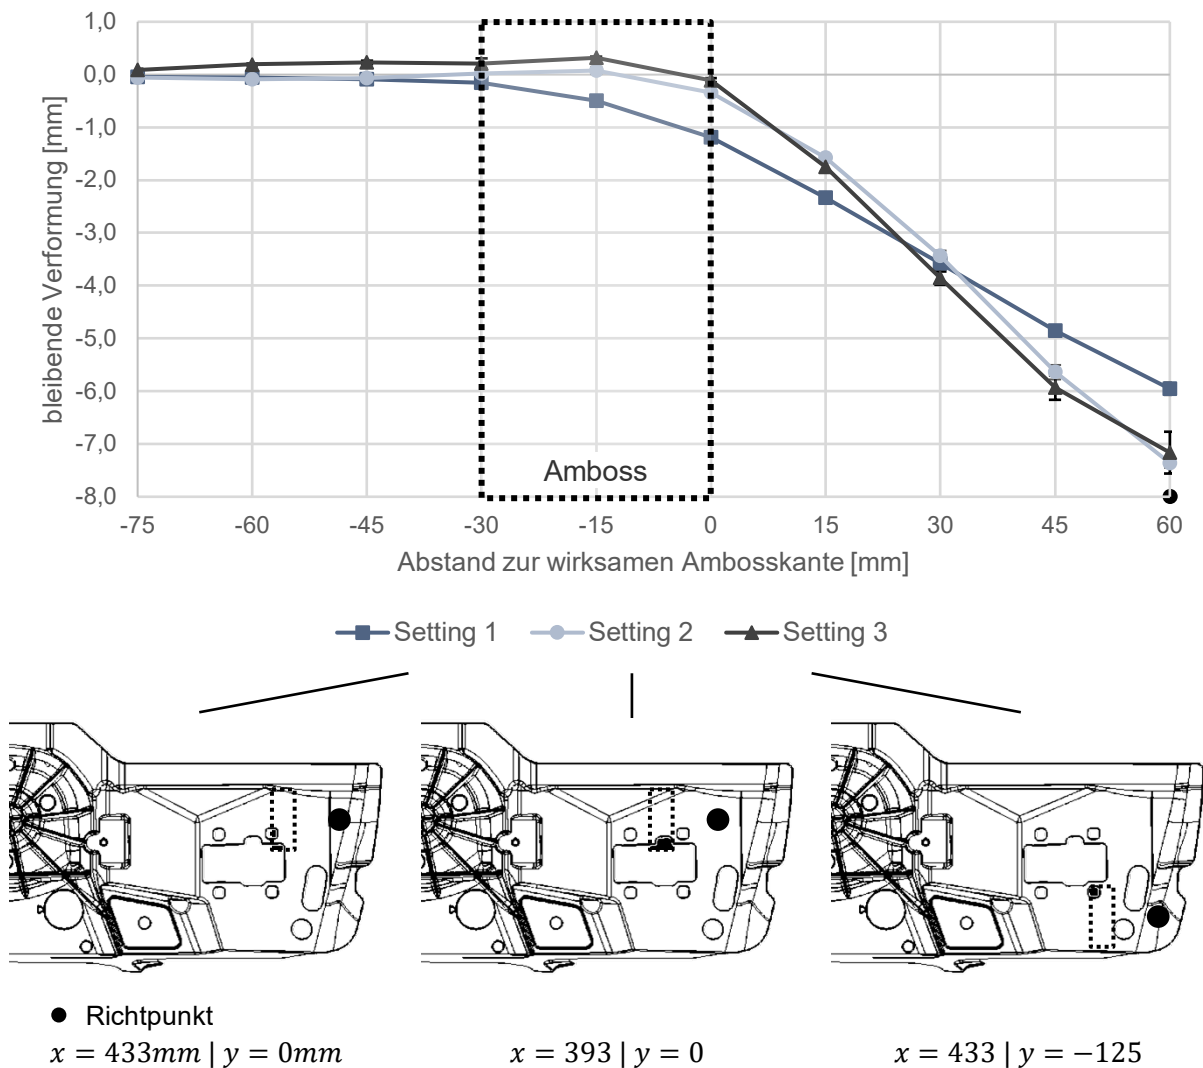 1,0
0,0
-1,0
-2,0
-3,0
-4,0
-5,0
-6,0
-7,0
-8,0
bleibende Verformung [mm]
Amboss
-75 -60 -45 -30 -15 0 15 30 45 60
Abstand zur wirksamen Ambosskante [mm]
Setting 1 Setting 2 Setting 3
Richtpunkt
x = 433mm | y = 0mm
x = 393 | y = 0
x = 433 | y = −125